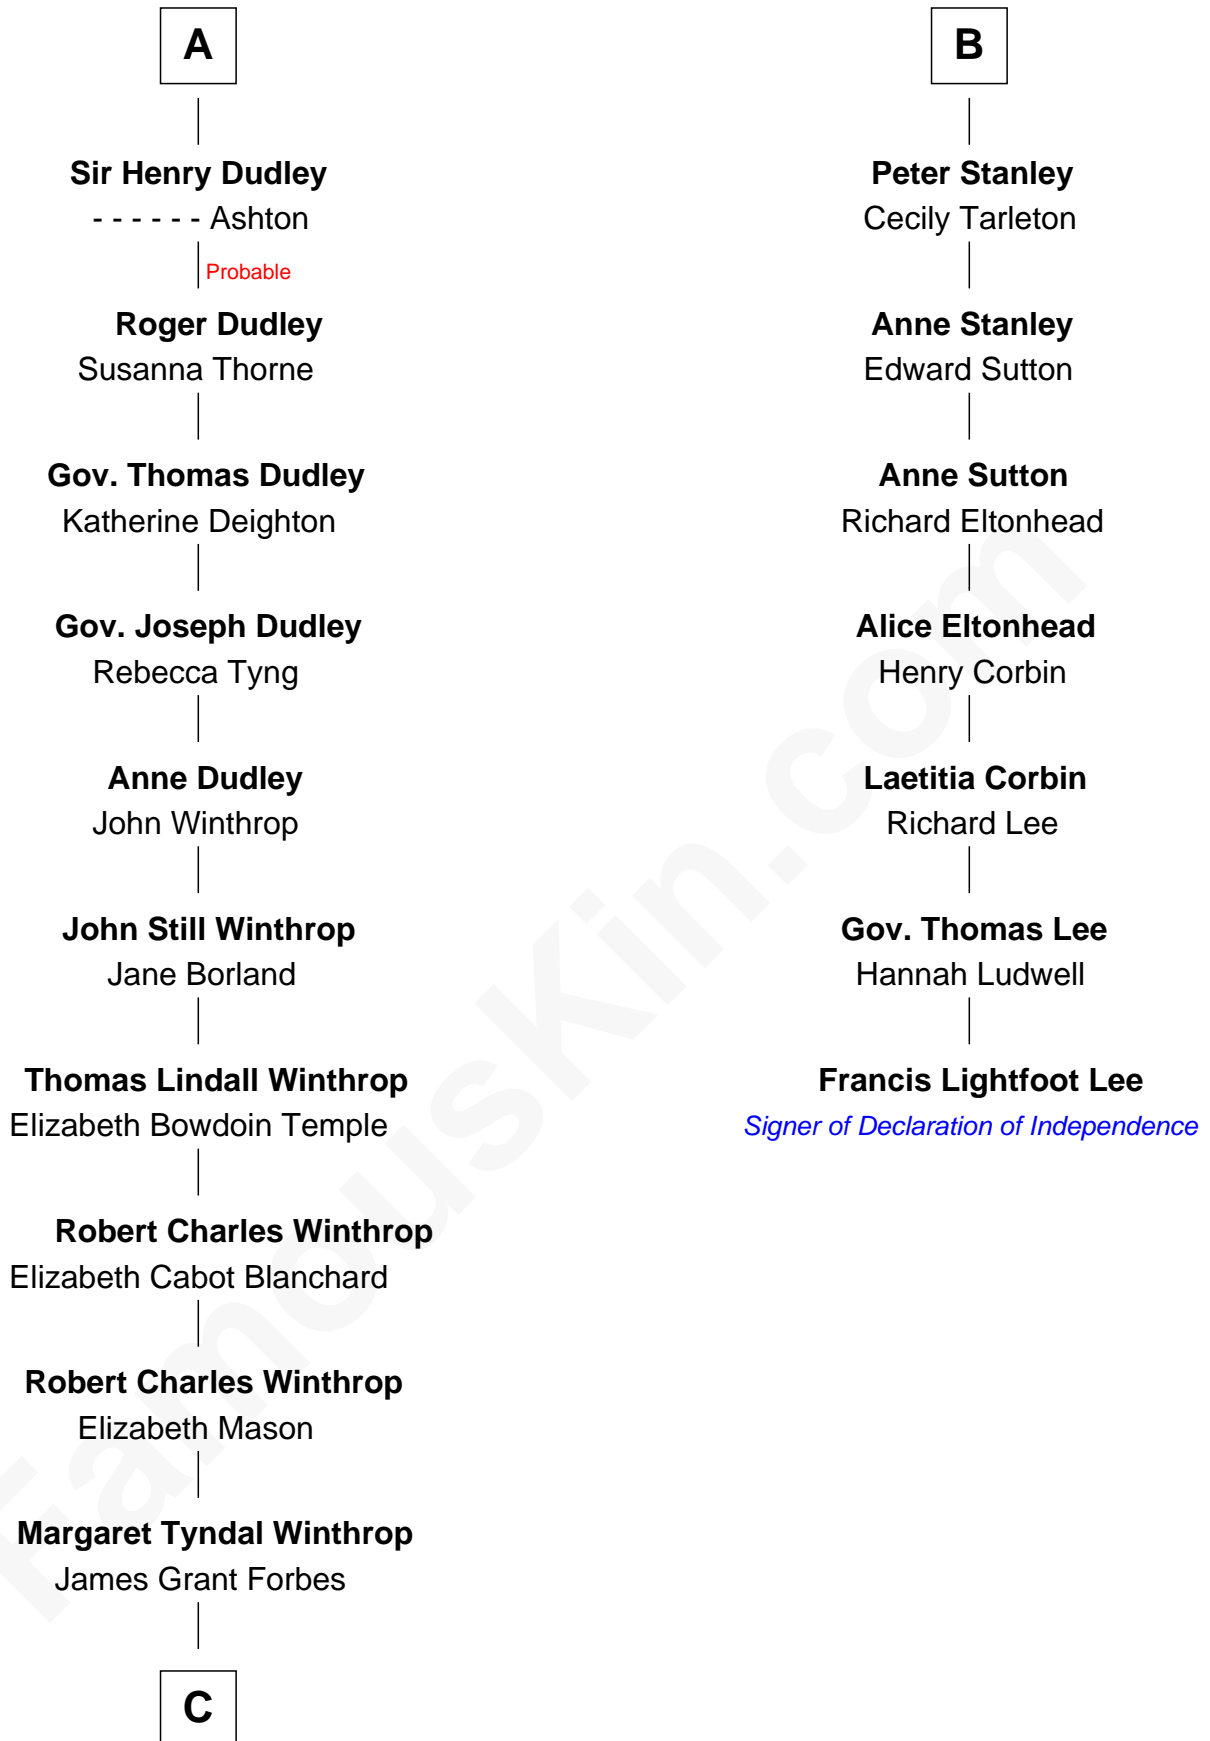 A
Sir Henry Dudley
- - - - - - Ashton
Probable
Roger Dudley
Susanna Thorne
Gov. Thomas Dudley
Katherine Deighton
Gov. Joseph Dudley
Rebecca Tyng
Anne Dudley
John Winthrop
John Still Winthrop
Jane Borland
Thomas Lindall Winthrop
Elizabeth Bowdoin Temple
Robert Charles Winthrop
Elizabeth Cabot Blanchard
Robert Charles Winthrop
Elizabeth Mason
Margaret Tyndal Winthrop
James Grant Forbes
C
B
Peter Stanley
Cecily Tarleton
Anne Stanley
Edward Sutton
Anne Sutton
Richard Eltonhead
Alice Eltonhead
Henry Corbin
Laetitia Corbin
Richard Lee
Gov. Thomas Lee
Hannah Ludwell
Francis Lightfoot Lee
Signer of Declaration of Independence
FamousKin.com